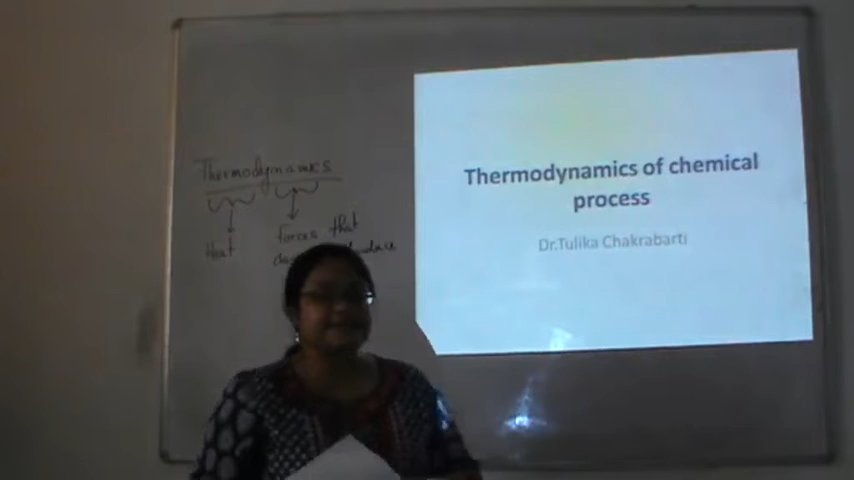 Thermodynamics
Heat
forces that
Thermodynamics of chemical
process
Dr.Tulika Chakrabarti